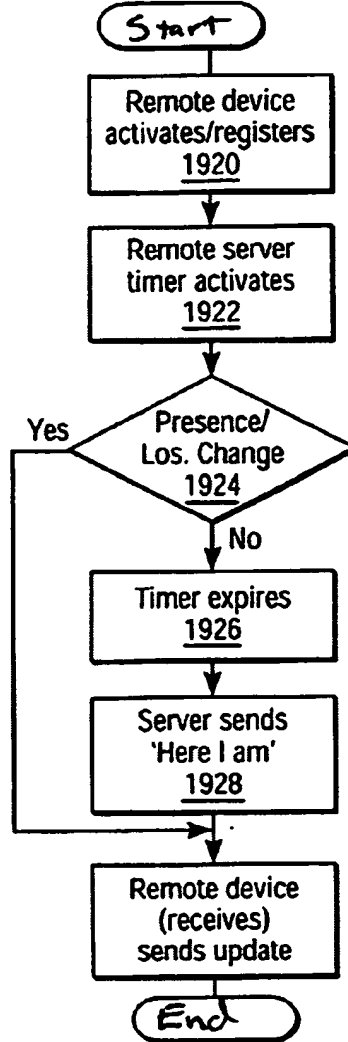 Start
Remote device
activates/registers
1920
Remote server
timer activates
1922
Presence/
Los. Change
1924
Yes
No
Timer expires
1926
Server sends
'Here I am'
1928
Remote device
(receives)
sends update
End